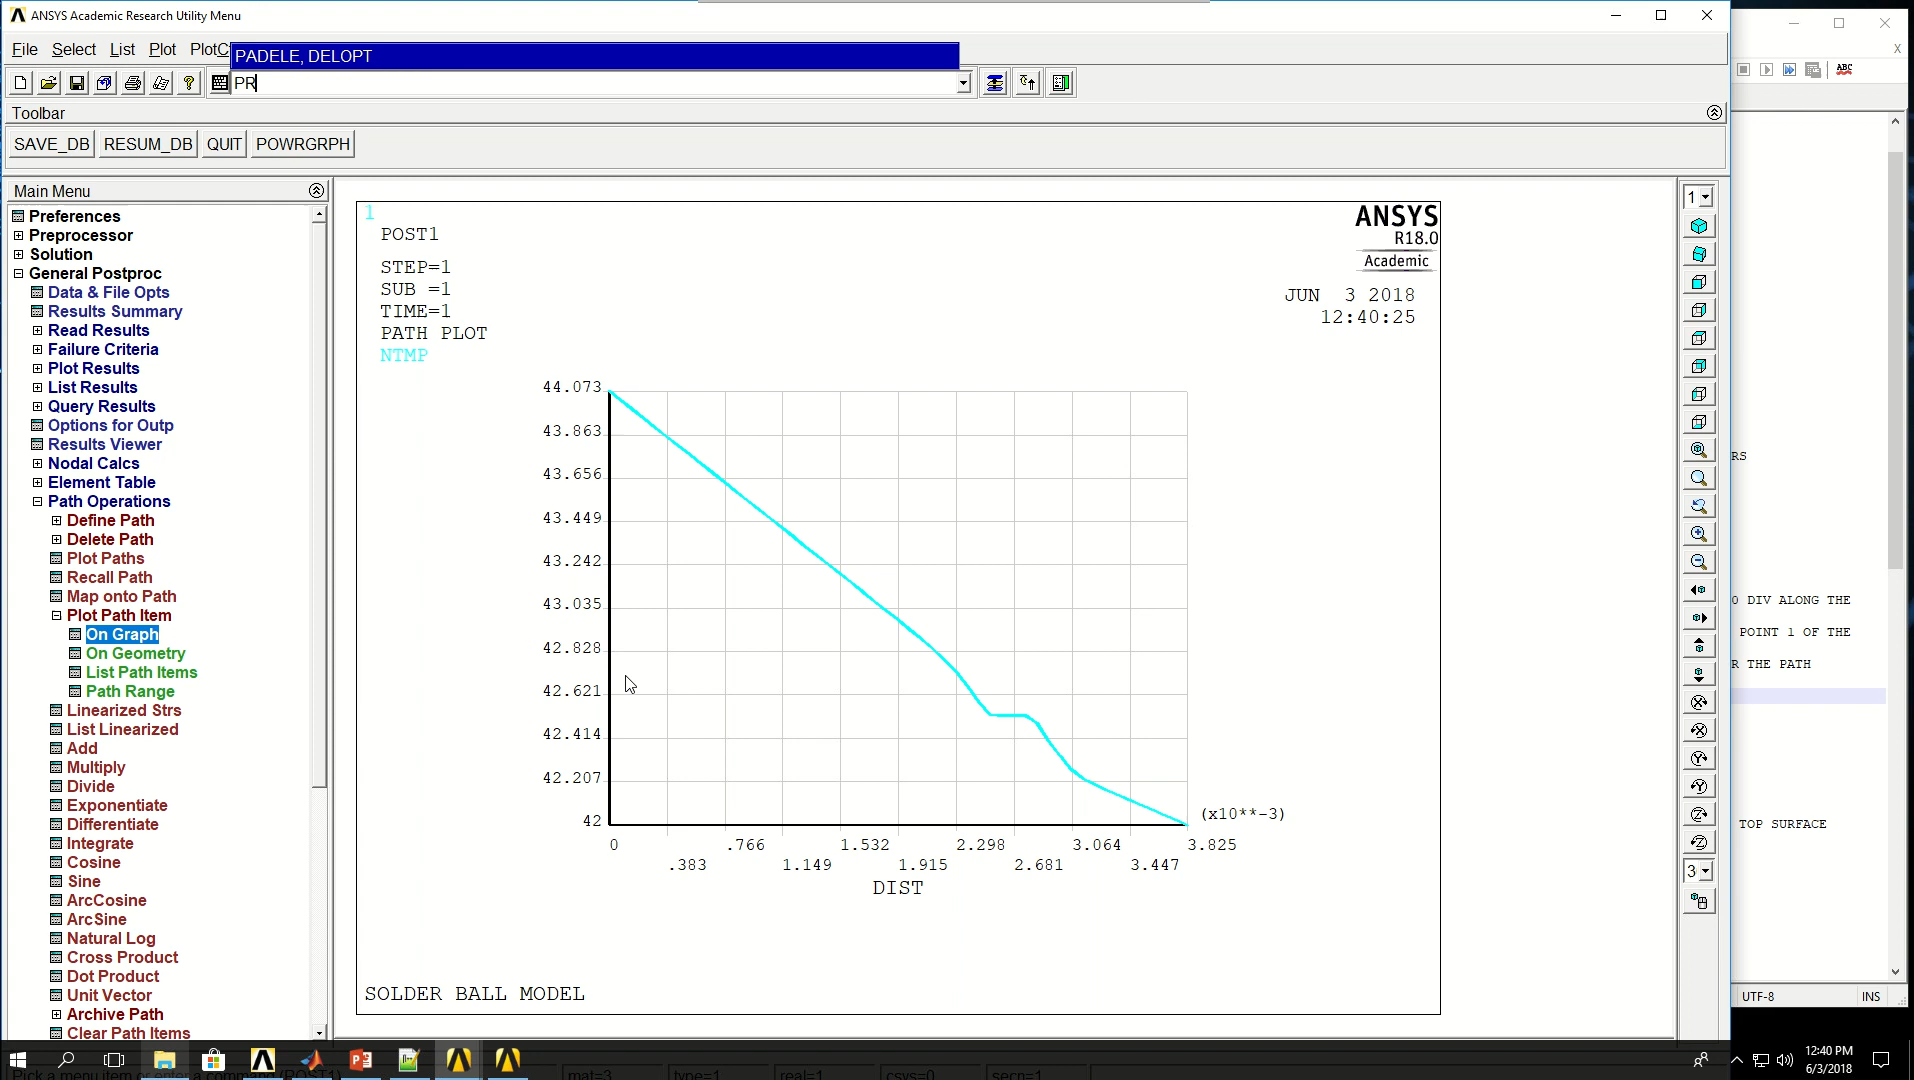 ANSYS Academic Research Utility Menu
File Select List Plot PlotC
PADELE, DELOPT
PR
Toolbar
SAVE_DB RESUM_DB QUIT POWRGRPH
Main Menu
Preferences
Preprocessor
Solution
General Postproc
Data & File Opts
Results Summary
Read Results
Failure Criteria
Plot Results
List Results
Query Results
Options for Outp
Results Viewer
Nodal Calcs
Element Table
Path Operations
Define Path
Delete Path
Plot Paths
Recall Path
Map onto Path
Plot Path Item
On Graph
On Geometry
List Path Items
Path Range
Linearized Strs
List Linearized
Add
Multiply
Divide
Exponentiate
Differentiate
Integrate
Cosine
Sine
ArcCosine
ArcSine
Natural Log
Cross Product
Dot Product
Unit Vector
Archive Path
Clear Path Items
1
POST1
STEP=1
SUB =1
TIME=1
PATH PLOT
NTMP
ANSYS
R18.0
Academic
JUN 3 2018
12:40:25
44.073
43.863
43.656
43.449
43.242
43.035
42.828
42.621
42.414
42.207
42
(x10**-3)
0 .766 1.532 2.298 3.064 3.825
.383 1.149 1.915 2.681 3.447
DIST
SOLDER BALL MODEL
1
3
ABC
X
RS
0 DIV ALONG THE
POINT 1 OF THE
R THE PATH
TOP SURFACE
UTF-8 INS
Pick a menu item or enter a command (POST1) mat=3 type=1 real=1 csys=0 secn=1
12:40 PM
6/3/2018